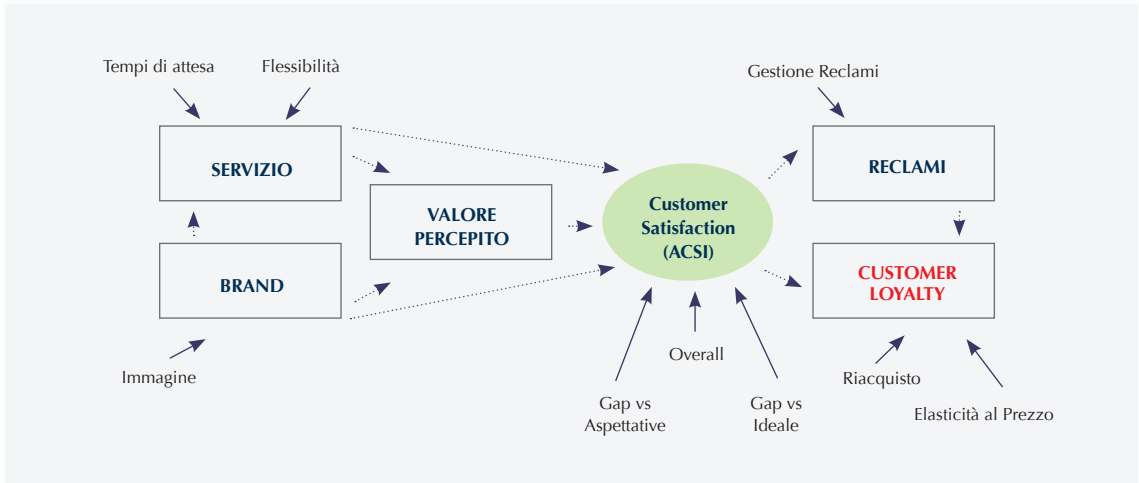 Tempi di attesa
Flessibilità
Gestione Reclami
SERVIZIO
RECLAMI
VALORE
PERCEPITO
Customer
Satisfaction
(ACSI)
BRAND
CUSTOMER
LOYALTY
Immagine
Overall
Riacquisto
Gap vs
Aspettative
Gap vs
Ideale
Elasticità al Prezzo